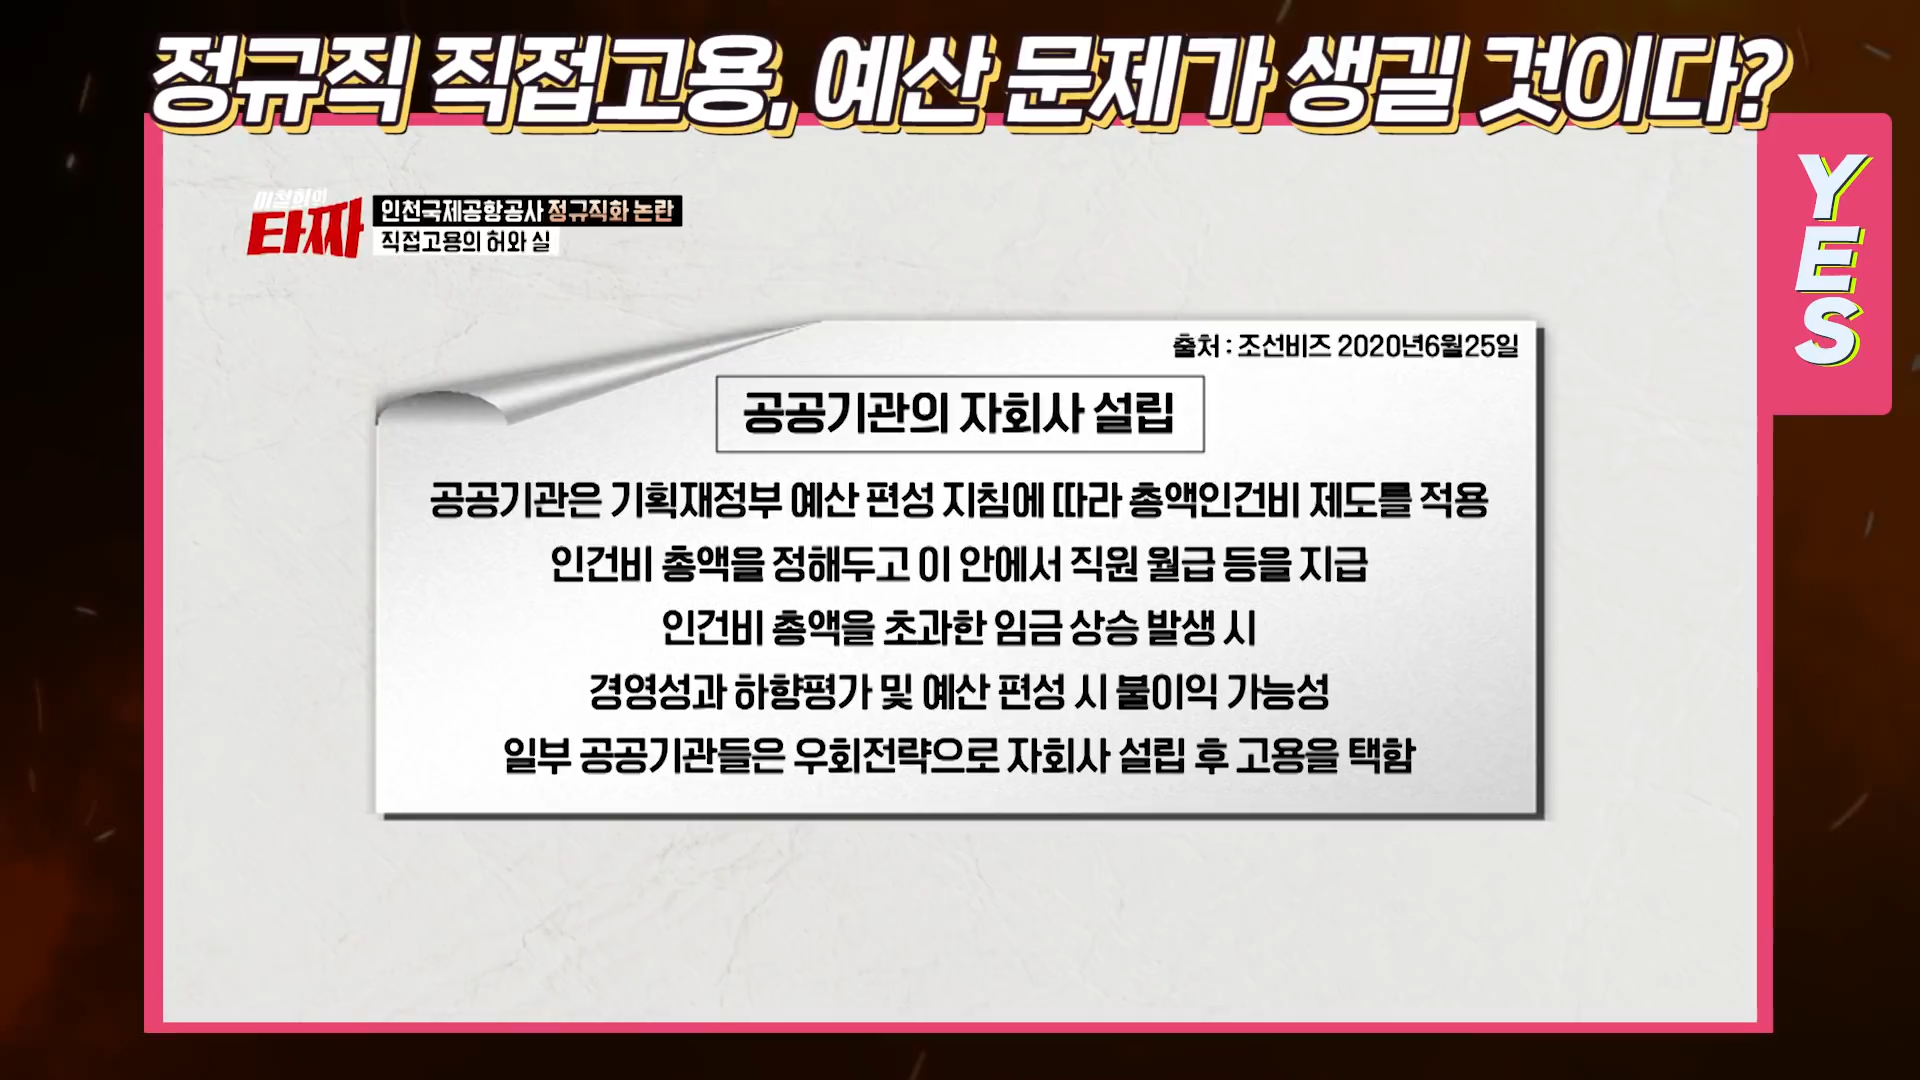 정규직 직접고용, 예산 문제가 생길 것이다?
YES
이철희의
타짜
인천국제공항공사 정규직화 논란
직접고용의 허와 실
출처 : 조선비즈 2020년6월25일
공공기관의 자회사 설립
공공기관은 기획재정부 예산 편성 지침에 따라 총액인건비 제도를 적용
인건비 총액을 정해두고 이 안에서 직원 월급 등을 지급
인건비 총액을 초과한 임금 상승 발생 시
경영성과 하향평가 및 예산 편성 시 불이익 가능성
일부 공공기관들은 우회전략으로 자회사 설립 후 고용을 택함